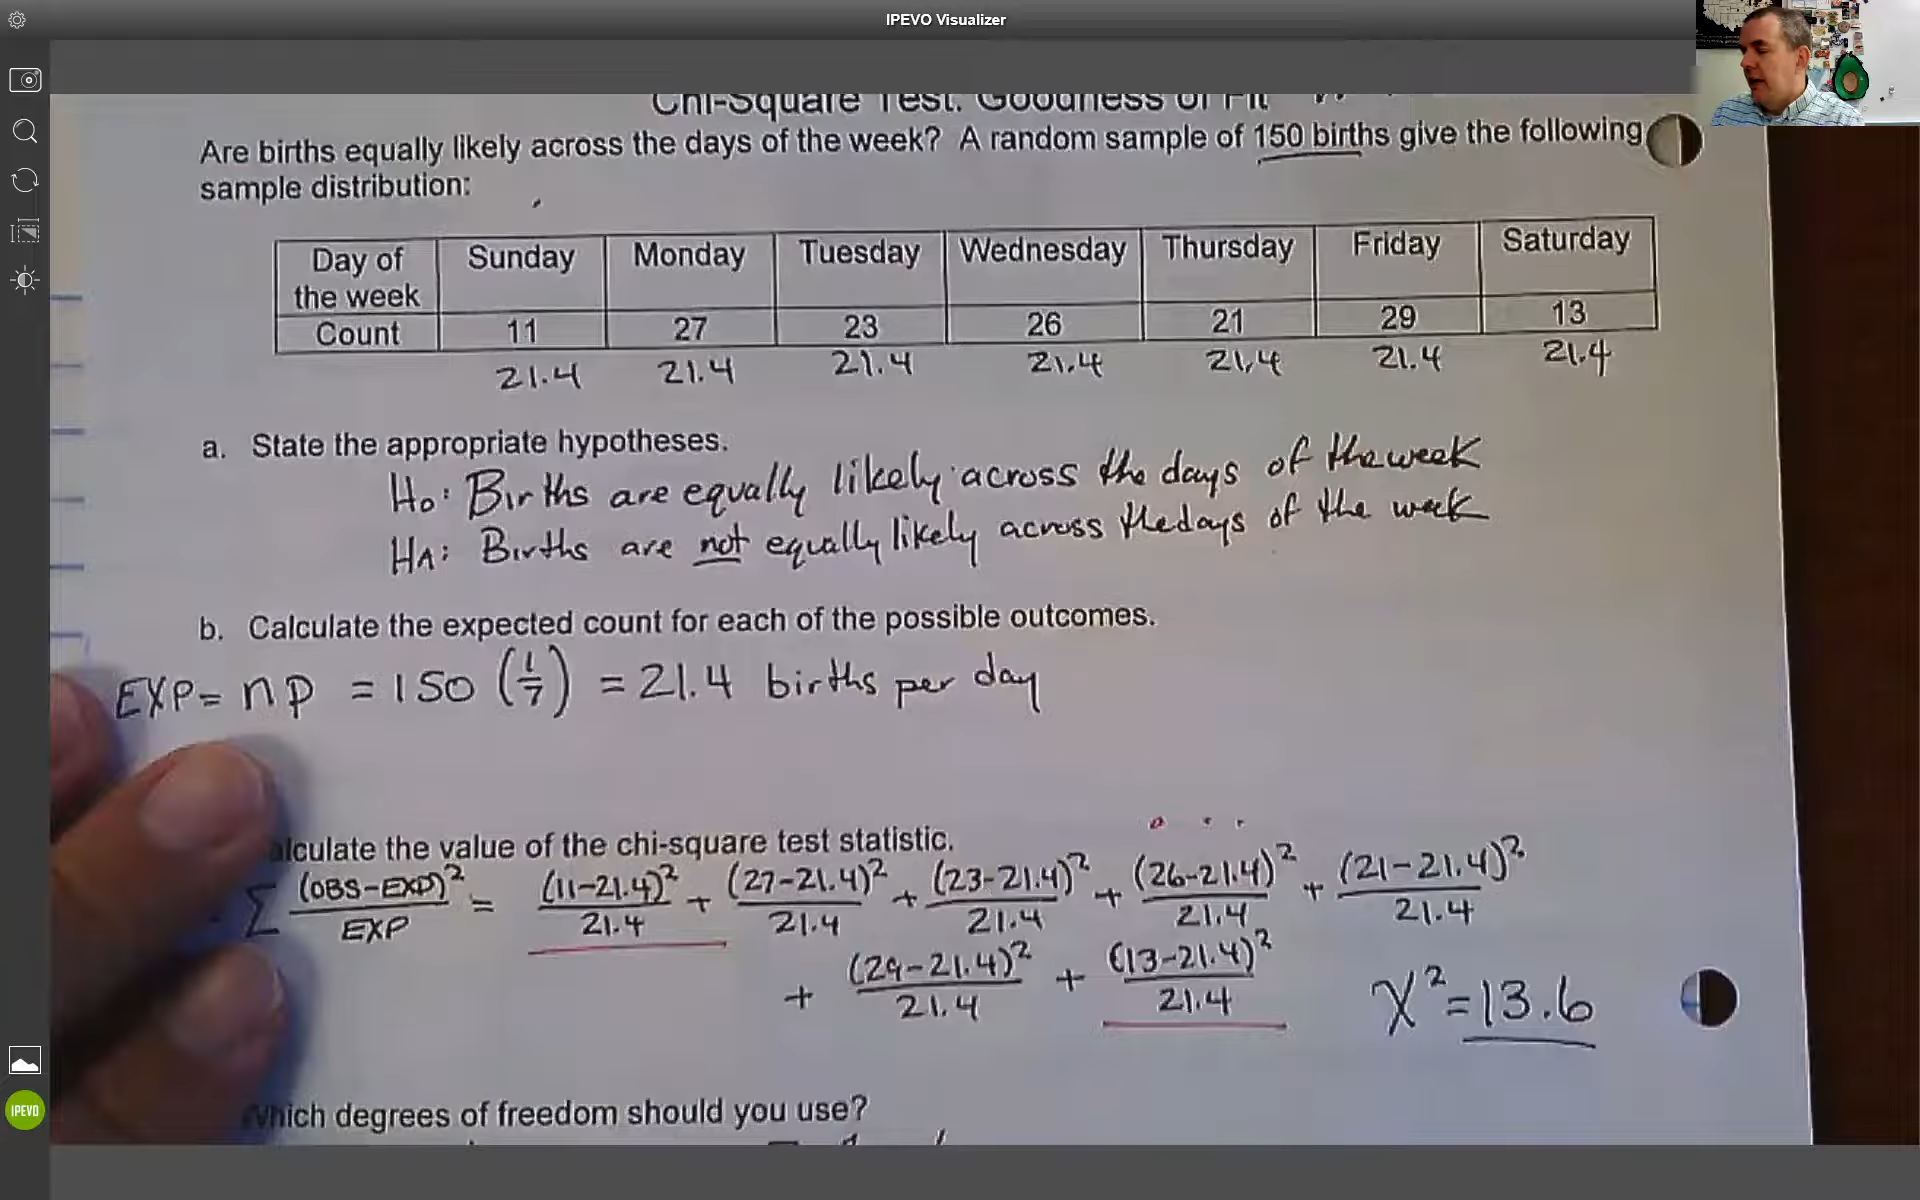 IPEVO Visualizer
Chi-Square Test: Goodness of Fit
Are births equally likely across the days of the week? A random sample of 150 births give the following
sample distribution:
Day of the week Sunday Monday Tuesday Wednesday Thursday Friday Saturday
Count 11 27 23 26 21 29 13
21.4 21.4 21.4 21.4 21.4 21.4 21.4
a. State the appropriate hypotheses.
Ho: Births are equally likely across the days of the week
HA: Births are not equally likely across the days of the week
b. Calculate the expected count for each of the possible outcomes.
EXP = np = 150 (1/7) = 21.4 births per day
alculate the value of the chi-square test statistic.
Σ (OBS-EXP)²/EXP = (11-21.4)²/21.4 + (27-21.4)²/21.4 + (23-21.4)²/21.4 + (26-21.4)²/21.4 + (21-21.4)²/21.4
+ (29-21.4)²/21.4 + (13-21.4)²/21.4 χ² = 13.6
Which degrees of freedom should you use?
IPEVO